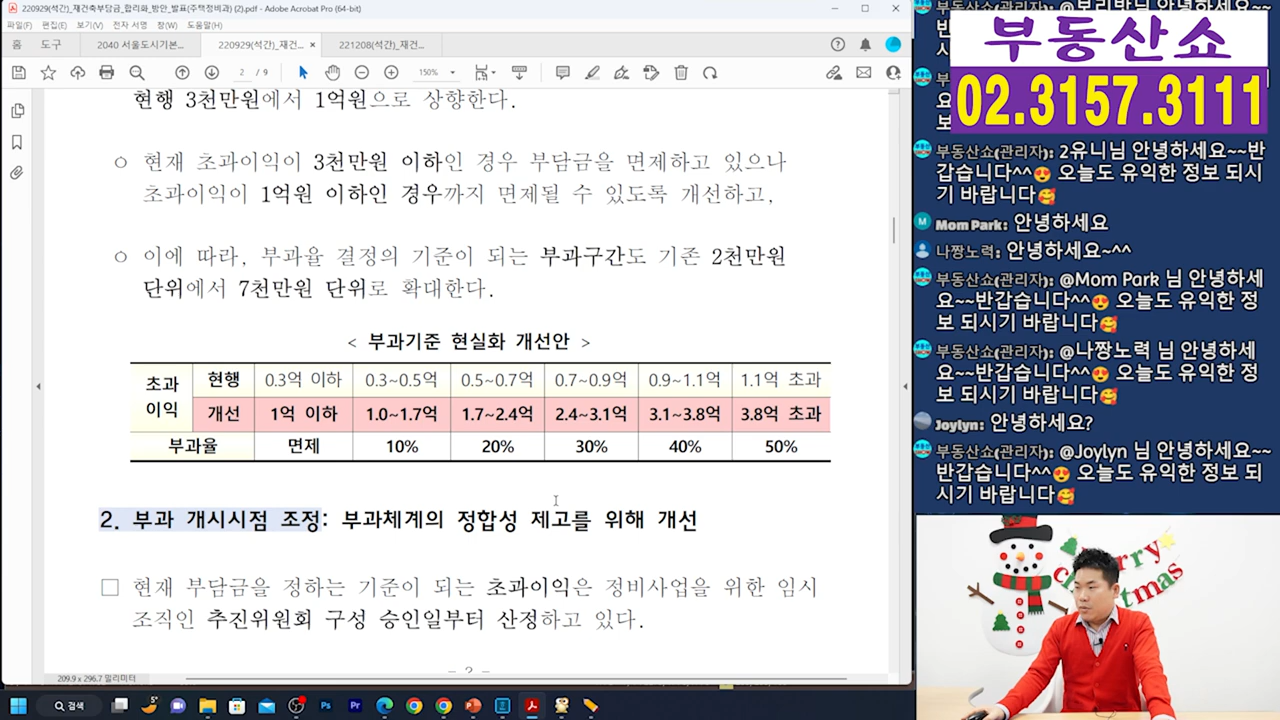 220929(석간)_재건축부담금_합리화_방안_발표(주택정비과) (2).pdf - Adobe Acrobat Pro (64-bit)
파일(F) 편집(E) 보기(V) 전자 서명 창(W) 도움말(H)
홈 도구 2040 서울도시기본... 220929(석간)_재건... × 221208(석간)_재건...
2 / 9 150%
현행 3천만원에서 1억원으로 상향한다.
ㅇ 현재 초과이익이 3천만원 이하인 경우 부담금을 면제하고 있으나
초과이익이 1억원 이하인 경우까지 면제될 수 있도록 개선하고,
ㅇ 이에 따라, 부과율 결정의 기준이 되는 부과구간도 기존 2천만원
단위에서 7천만원 단위로 확대한다.
< 부과기준 현실화 개선안 >
초과 이익 현행 0.3억 이하 0.3~0.5억 0.5~0.7억 0.7~0.9억 0.9~1.1억 1.1억 초과
개선 1억 이하 1.0~1.7억 1.7~2.4억 2.4~3.1억 3.1~3.8억 3.8억 초과
부과율 면제 10% 20% 30% 40% 50%
2. 부과 개시시점 조정: 부과체계의 정합성 제고를 위해 개선
□ 현재 부담금을 정하는 기준이 되는 초과이익은 정비사업을 위한 임시
조직인 추진위원회 구성 승인일부터 산정하고 있다.
209.9 x 296.7 밀리미터
검색
부동산쇼
02.3157.3111
부동산쇼(관리자): 2유니님 안녕하세요~~반
갑습니다^^😍 오늘도 유익한 정보 되시
기 바랍니다🥰
M Mom Park: 안녕하세요
나짱노력: 안녕하세요~^^
부동산쇼(관리자): @Mom Park 님 안녕하세
요~~반갑습니다^^😍 오늘도 유익한 정
보 되시기 바랍니다🥰
부동산쇼(관리자): @나짱노력 님 안녕하세
요~~반갑습니다^^😍 오늘도 유익한 정
보 되시기 바랍니다🥰
Joylyn: 안녕하세요?
부동산쇼(관리자): @Joylyn 님 안녕하세요~~
반갑습니다^^😍 오늘도 유익한 정보 되
시기 바랍니다🥰